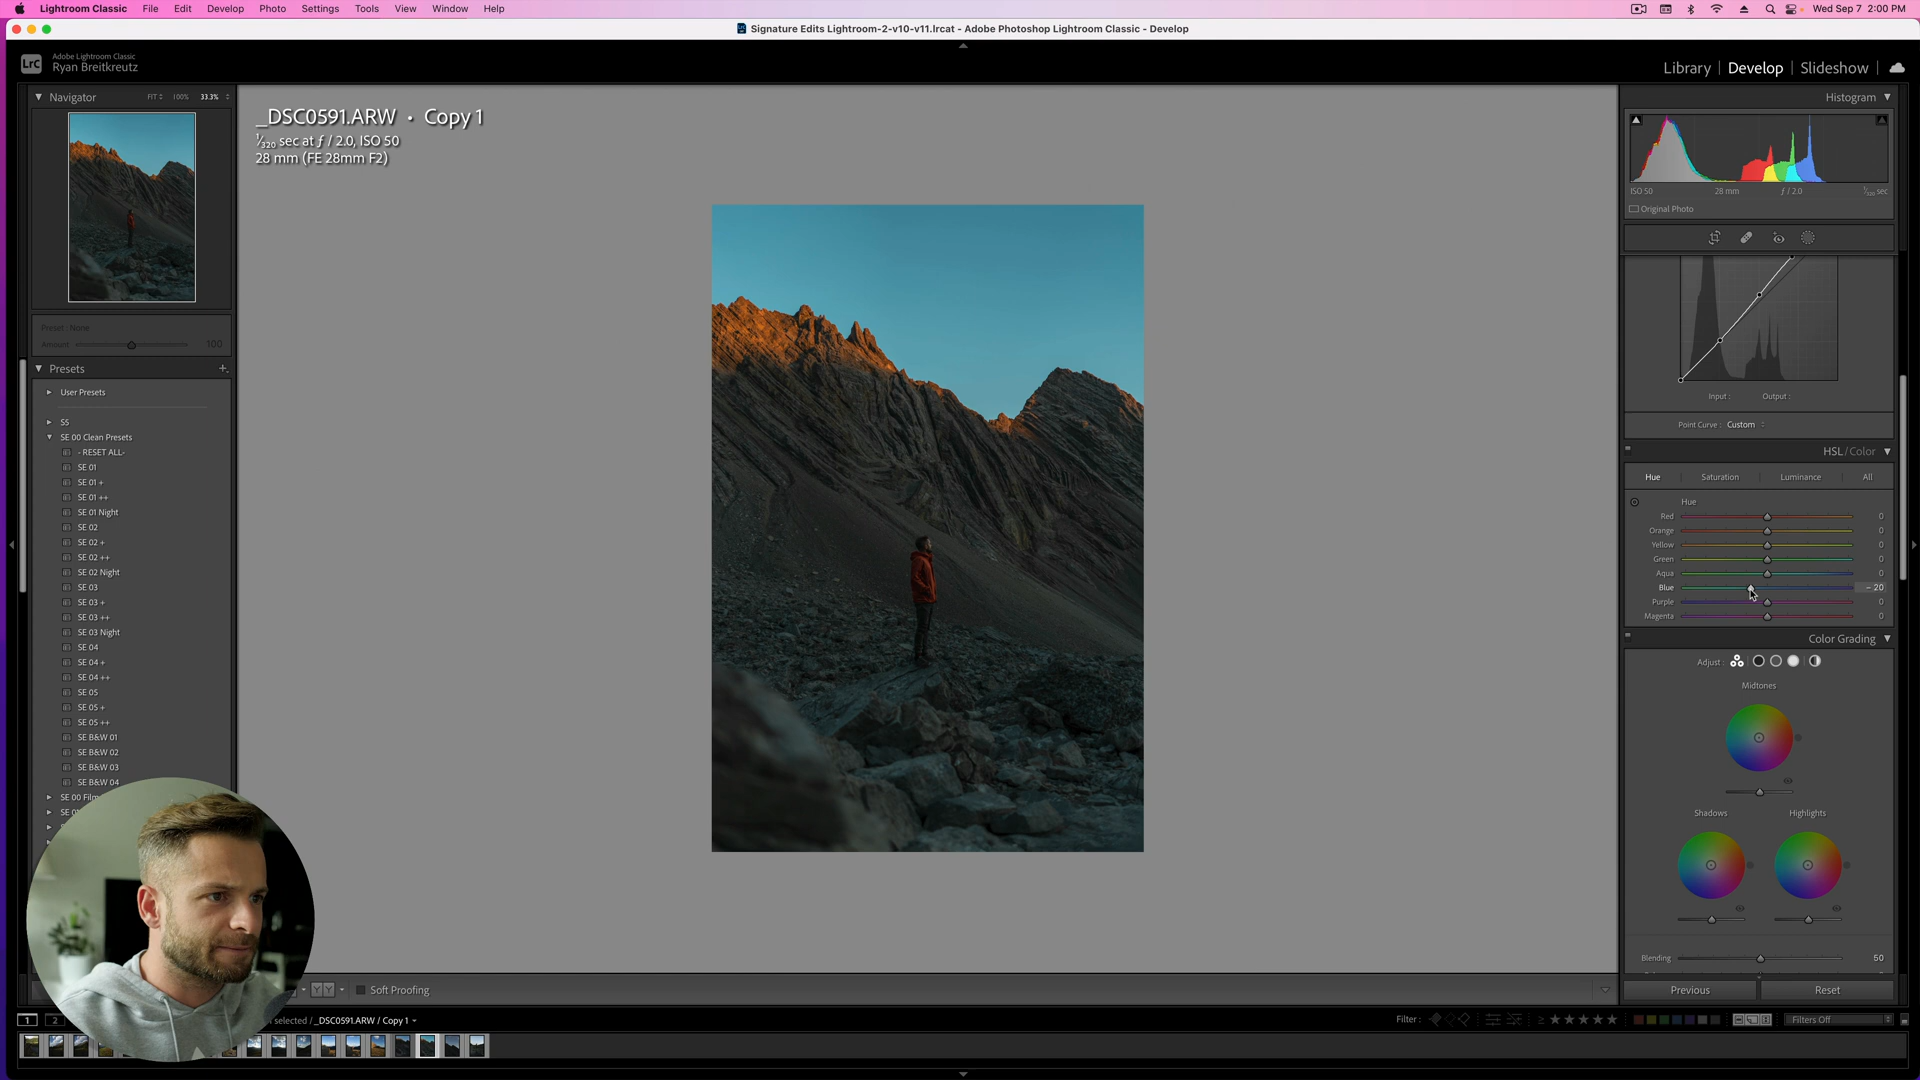 Lightroom Classic File Edit Develop Photo Settings Tools View Window Help Wed Sep 7 2:00 PM
Signature Edits Lightroom-2-v10-v11.lrcat - Adobe Photoshop Lightroom Classic - Develop
LrC
Adobe Lightroom Classic
Ryan Breitkreutz
Library | Develop | Slideshow |
Navigator FIT 100% 33.3%
Preset : None
Amount 100
Presets
User Presets
SS
SE 00 Clean Presets
- RESET ALL-
SE 01
SE 01 +
SE 01 ++
SE 01 Night
SE 02
SE 02 +
SE 02 ++
SE 02 Night
SE 03
SE 03 +
SE 03 ++
SE 03 Night
SE 04
SE 04 +
SE 04 ++
SE 05
SE 05 +
SE 05 ++
SE B&W 01
SE B&W 02
SE B&W 03
SE B&W 04
SE 00
_DSC0591.ARW • Copy 1
1/320 sec at ƒ / 2.0, ISO 50
28 mm (FE 28mm F2)
Histogram
ISO 50 28 mm ƒ / 2.0 1/320 sec
Original Photo
Input : Output :
Point Curve : Custom
HSL / Color
Hue Saturation Luminance All
Hue
Red 0
Orange 0
Yellow 0
Green 0
Aqua 0
Blue - 20
Purple 0
Magenta 0
Color Grading
Adjust :
Midtones
Shadows Highlights
Blending 50
Previous Reset
YY Soft Proofing
1 2 selected / _DSC0591.ARW / Copy 1
Filter : ≥ ★★★★★ Filters Off